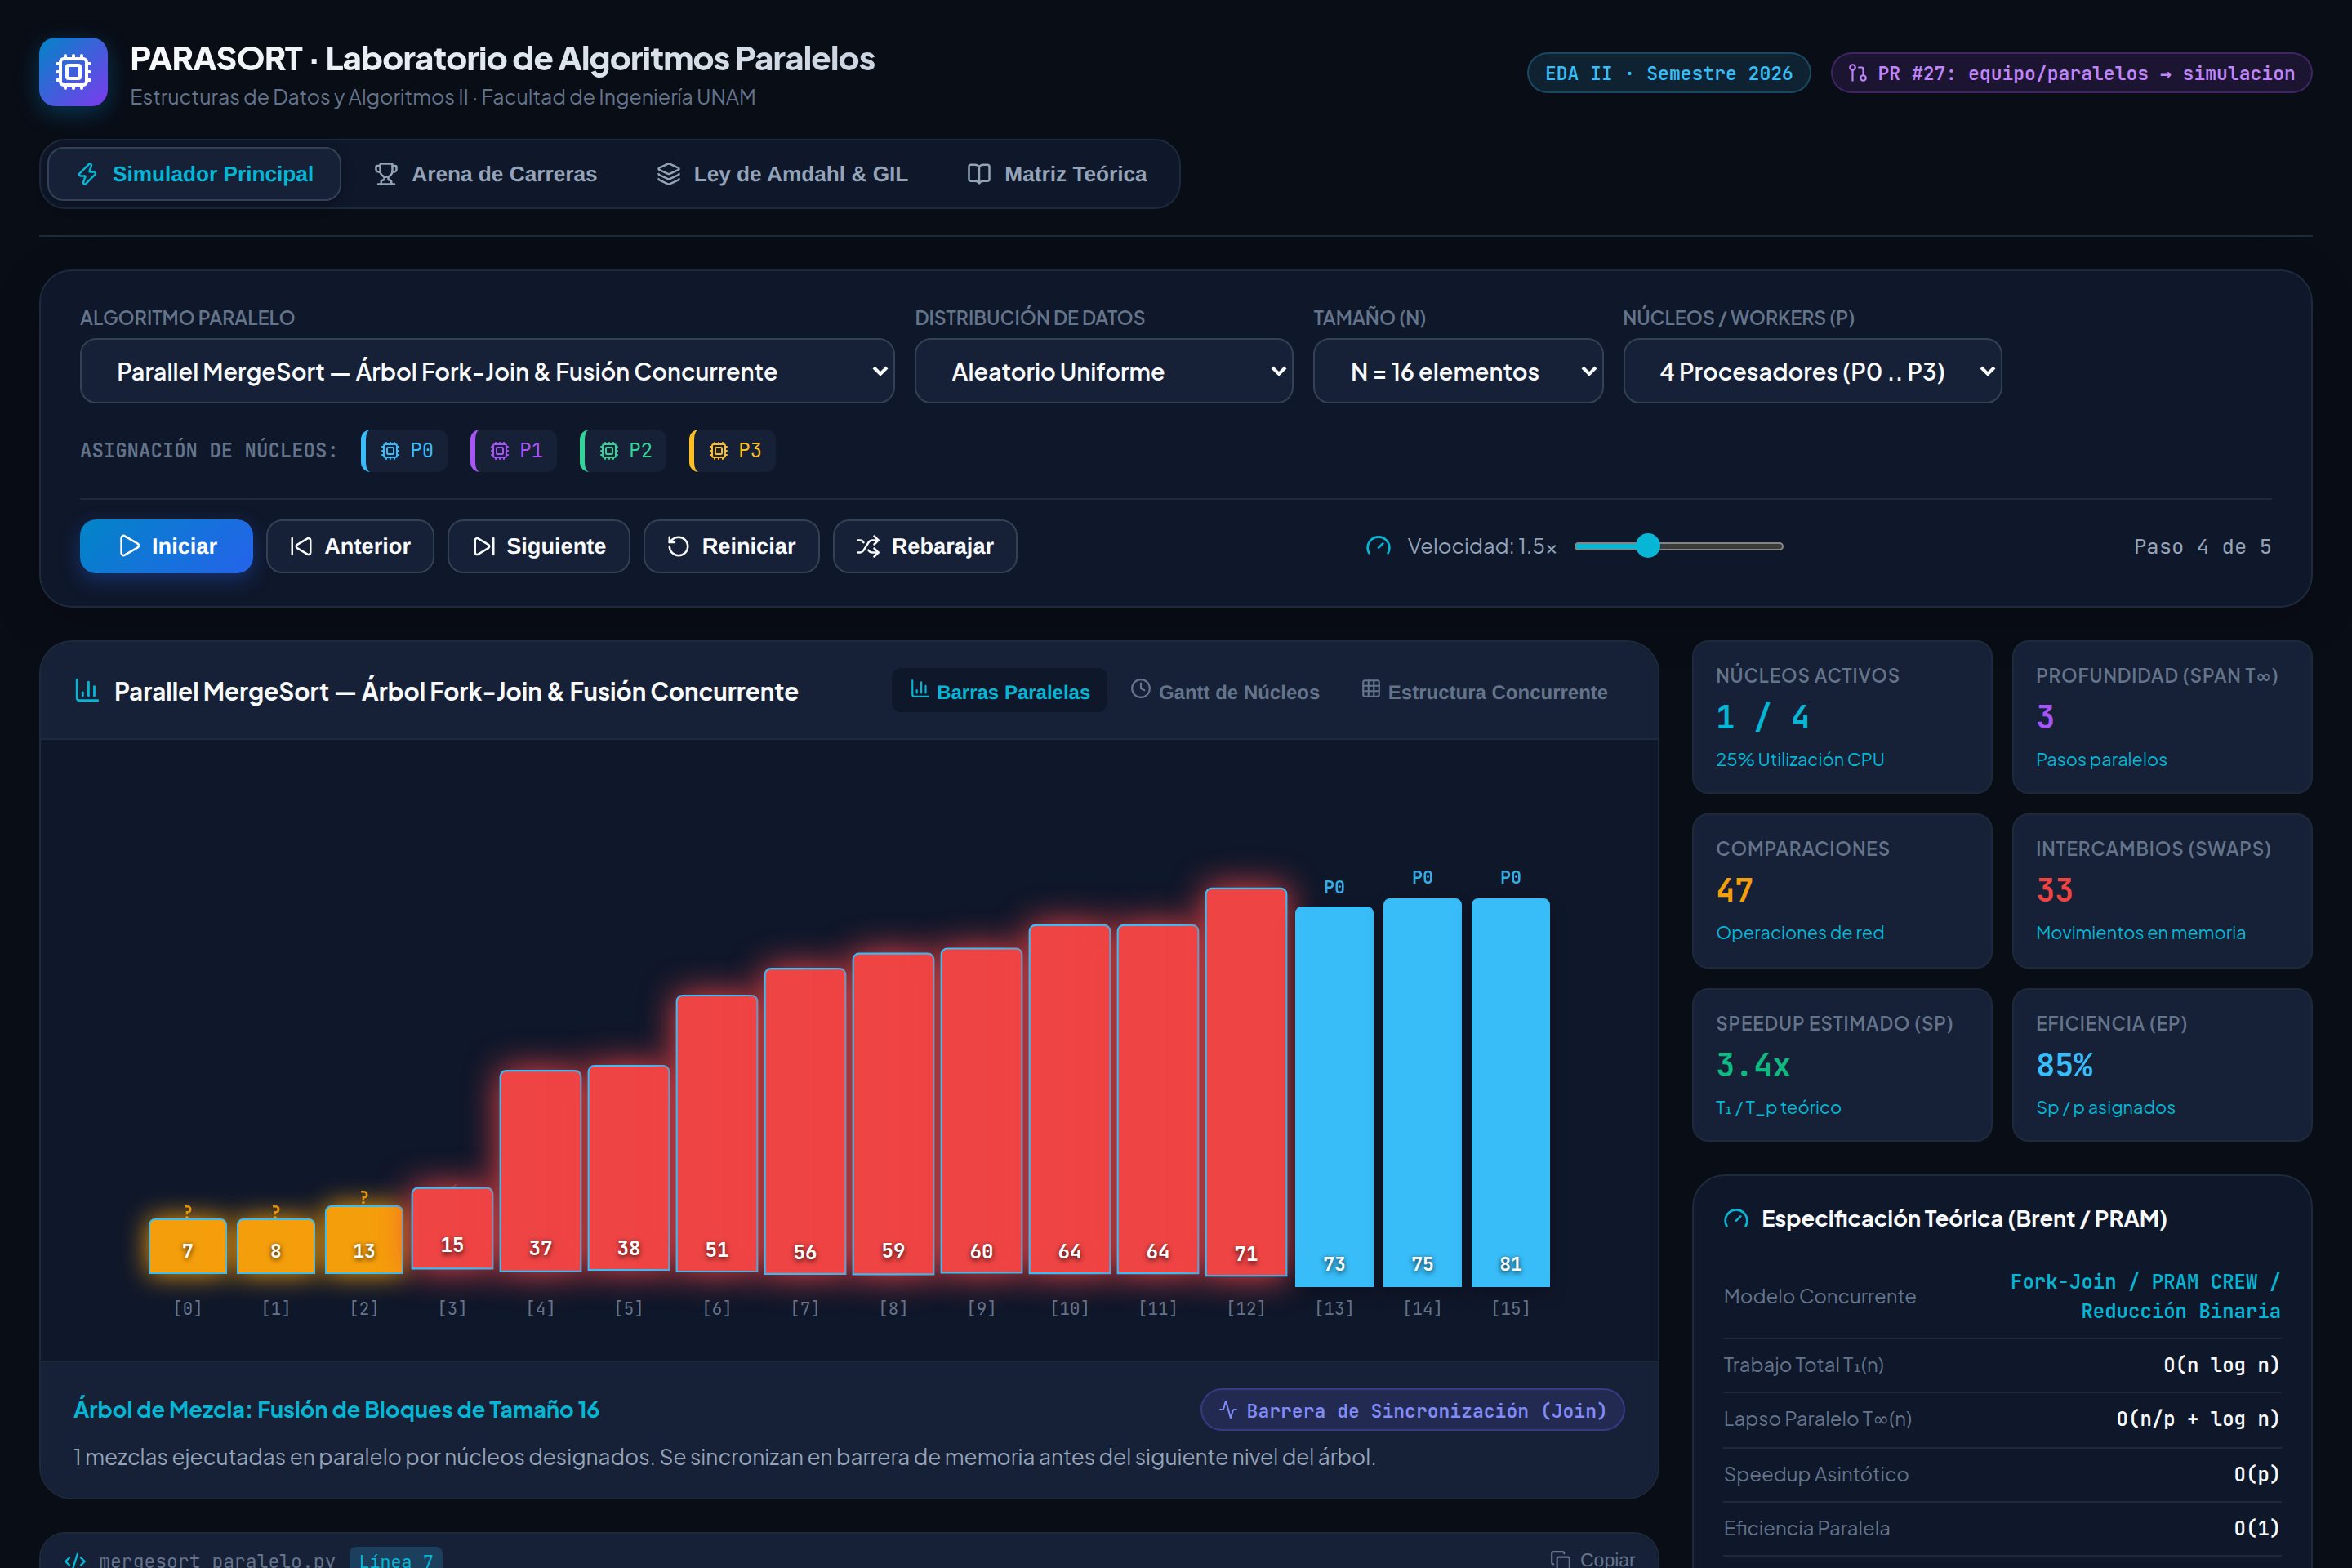 PARASORT · Laboratorio de Algoritmos Paralelos
Estructuras de Datos y Algoritmos II · Facultad de Ingeniería UNAM
EDA II · Semestre 2026
PR #27: equipo/paralelos → simulacion
Simulador Principal
Arena de Carreras
Ley de Amdahl & GIL
Matriz Teórica
ALGORITMO PARALELO
DISTRIBUCIÓN DE DATOS
TAMAÑO (N)
NÚCLEOS / WORKERS (P)
Parallel MergeSort — Árbol Fork-Join & Fusión Concurrente
Aleatorio Uniforme
N = 16 elementos
4 Procesadores (P0 .. P3)
ASIGNACIÓN DE NÚCLEOS:
P0
P1
P2
P3
Iniciar
Anterior
Siguiente
Reiniciar
Rebarajar
Velocidad: 1.5×
Paso 4 de 5
Parallel MergeSort — Árbol Fork-Join & Fusión Concurrente
Barras Paralelas
Gantt de Núcleos
Estructura Concurrente
P0 P0 P0
? ? ?
7 8 13 15 37 38 51 56 59 60 64 64 71 73 75 81
[0] [1] [2] [3] [4] [5] [6] [7] [8] [9] [10] [11] [12] [13] [14] [15]
Árbol de Mezcla: Fusión de Bloques de Tamaño 16
Barrera de Sincronización (Join)
1 mezclas ejecutadas en paralelo por núcleos designados. Se sincronizan en barrera de memoria antes del siguiente nivel del árbol.
mergesort_paralelo.py
Línea 7
Copiar
NÚCLEOS ACTIVOS
1 / 4
25% Utilización CPU
PROFUNDIDAD (SPAN T∞)
3
Pasos paralelos
COMPARACIONES
47
Operaciones de red
INTERCAMBIOS (SWAPS)
33
Movimientos en memoria
SPEEDUP ESTIMADO (SP)
3.4x
T₁ / T_p teórico
EFICIENCIA (EP)
85%
Sp / p asignados
Especificación Teórica (Brent / PRAM)
Modelo Concurrente
Fork-Join / PRAM CREW /
Reducción Binaria
Trabajo Total T₁(n)
O(n log n)
Lapso Paralelo T∞(n)
O(n/p + log n)
Speedup Asintótico
O(p)
Eficiencia Paralela
O(1)